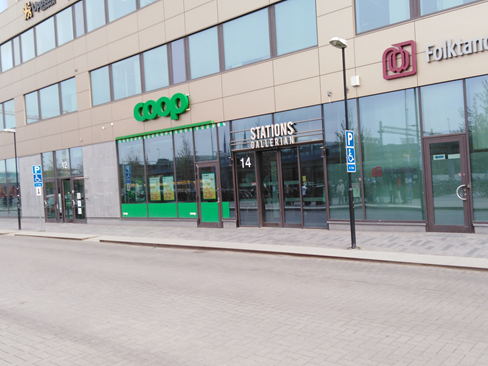 coop
STATIONS
GALLERIAN
14
12
Folktand
P
P